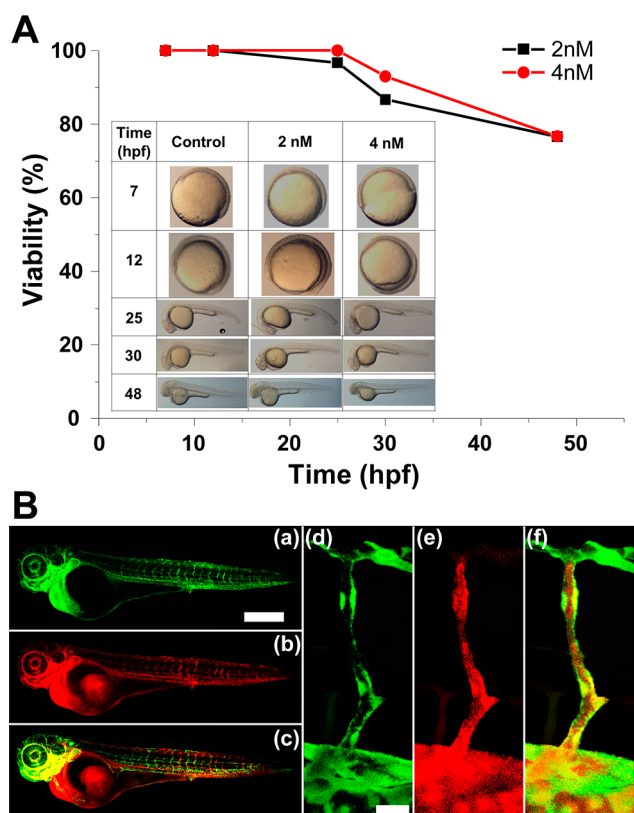 A
100
80
60
40
20
0
Viability (%)
2nM
4nM
Time (hpf) Control 2 nM 4 nM
7
12
25
30
48
0 10 20 30 40 50
Time (hpf)
B
(a) (d) (e) (f)
(b)
(c)